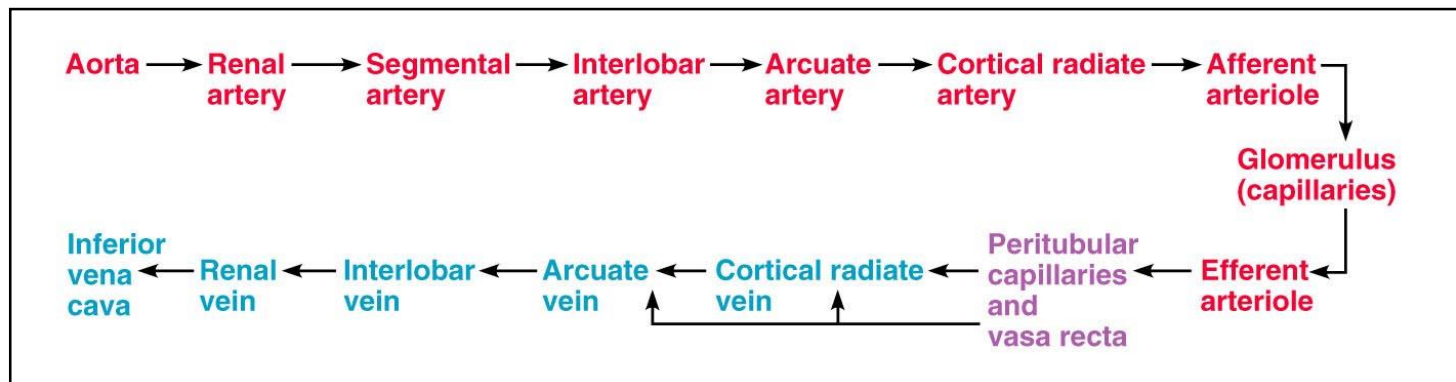 Aorta
Renal
artery
Segmental
artery
Interlobar
artery
Arcuate
artery
Cortical radiate
artery
Afferent
arteriole
Glomerulus
(capillaries)
Inferior
vena
cava
Renal
vein
Interlobar
vein
Arcuate
vein
Cortical radiate
vein
Peritubular
capillaries
and
vasa recta
Efferent
arteriole